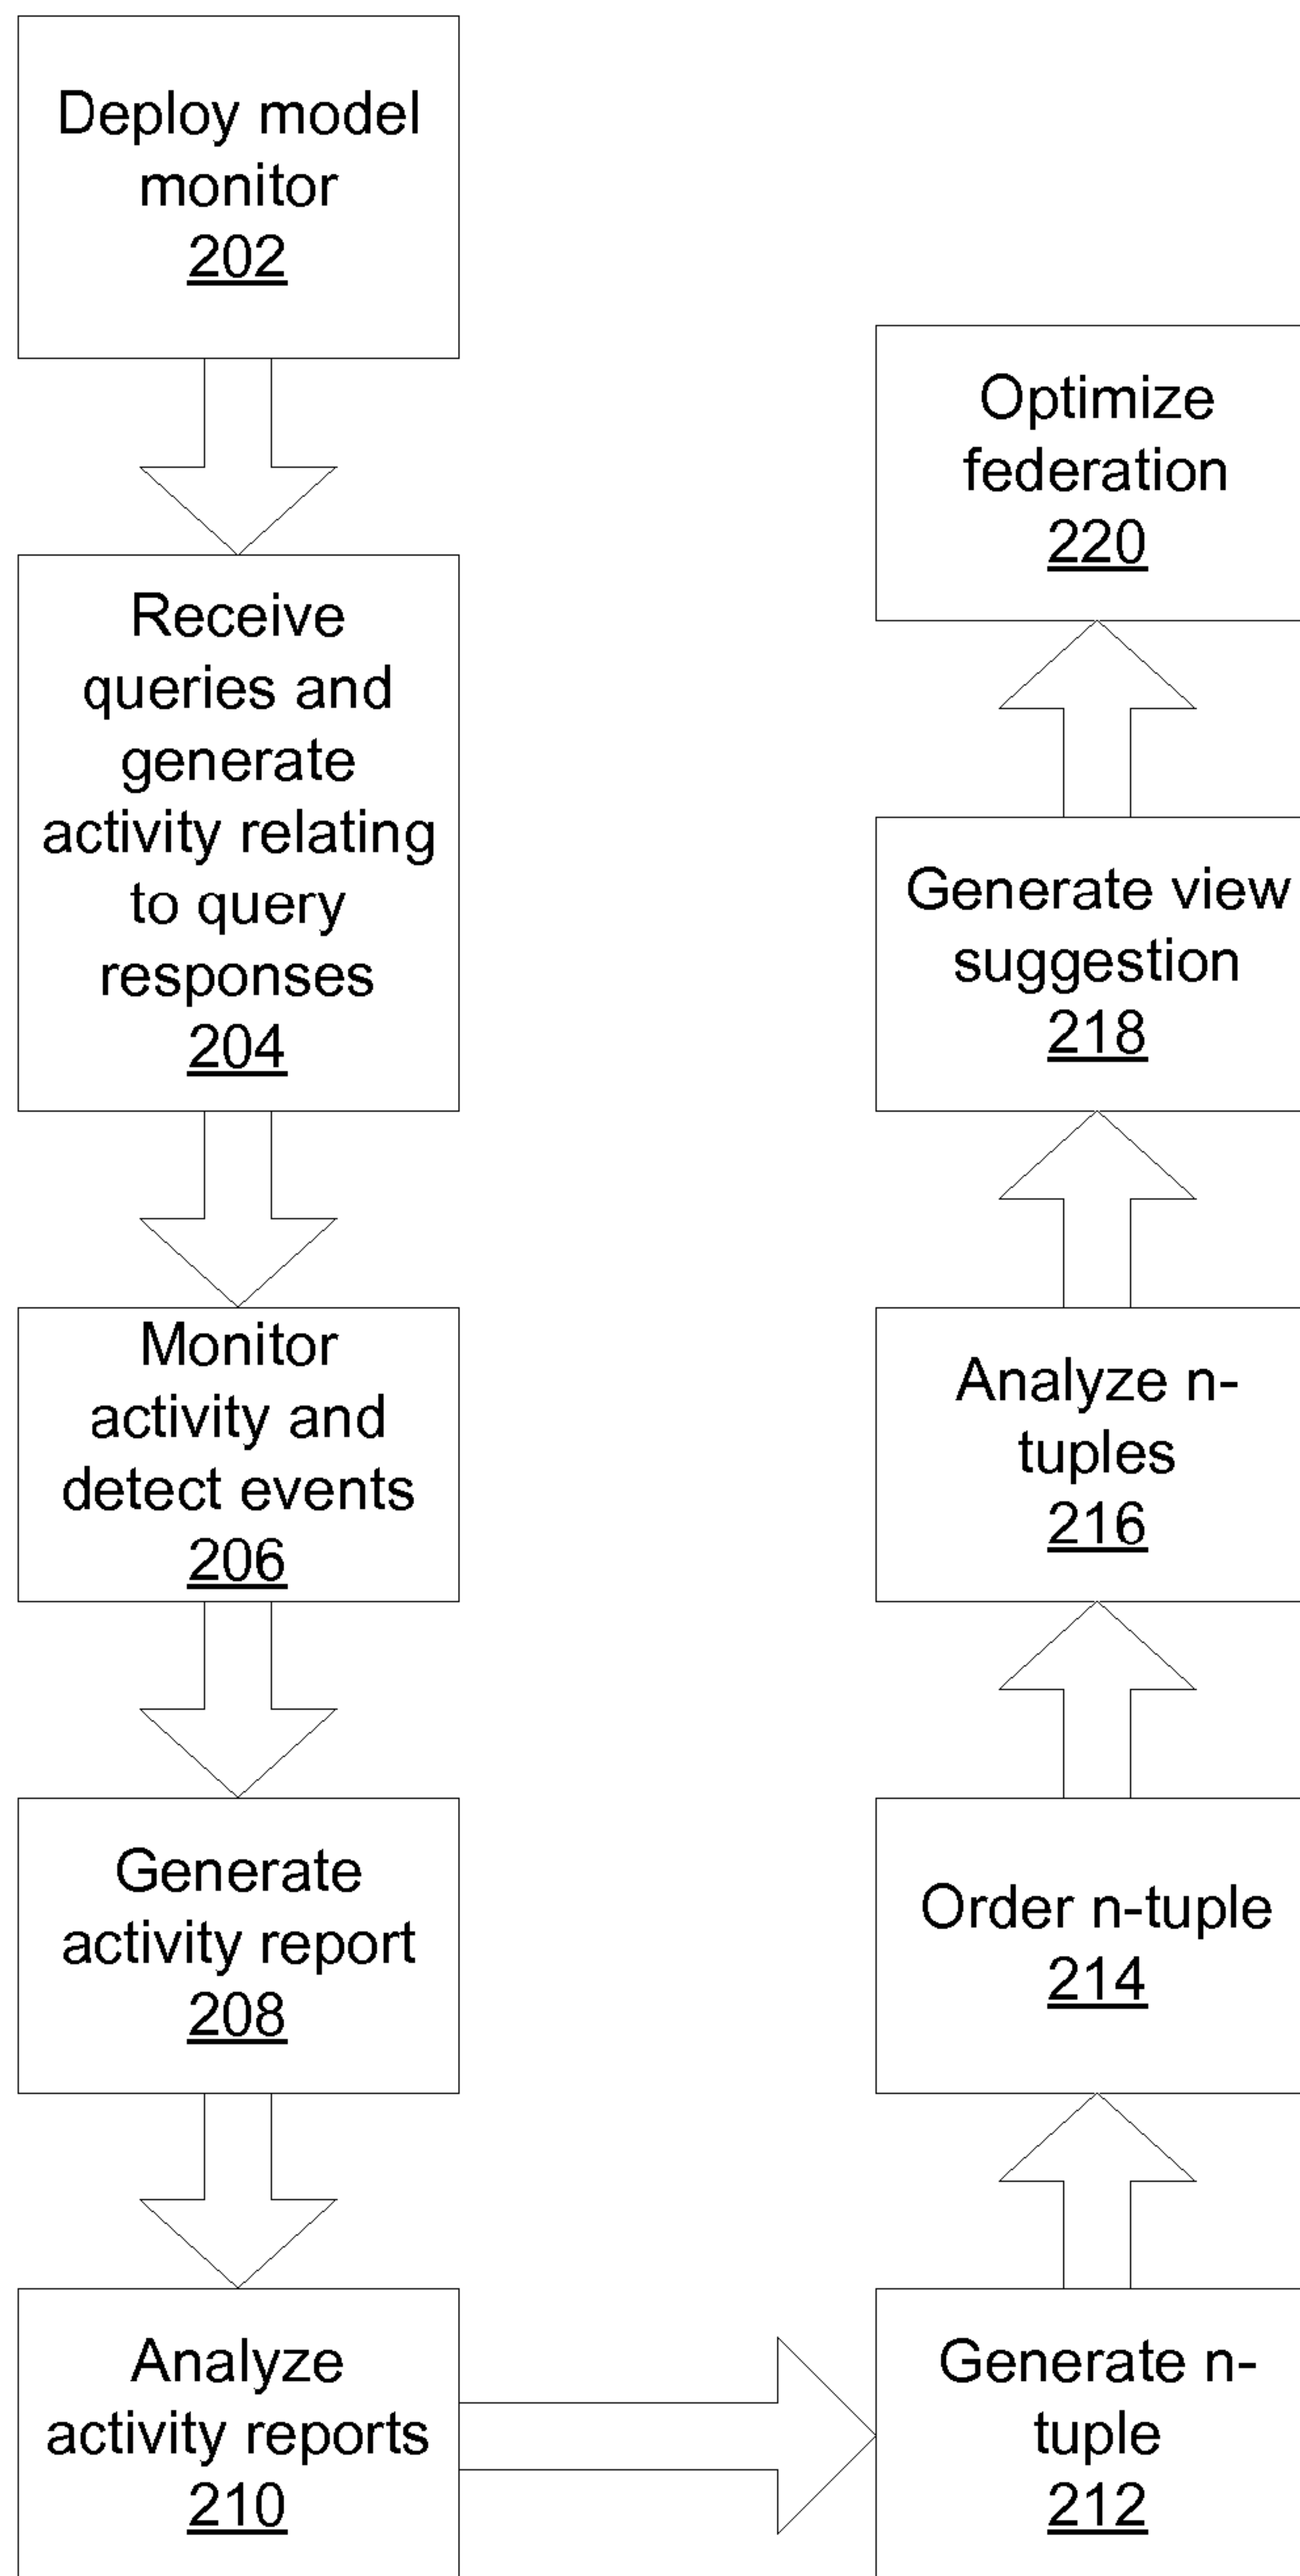 Deploy model
monitor
202
Receive
queries and
generate
activity relating
to query
responses
204
Monitor
activity and
detect events
206
Generate
activity report
208
Analyze
activity reports
210
Generate n-
tuple
212
Order n-tuple
214
Analyze n-
tuples
216
Generate view
suggestion
218
Optimize
federation
220